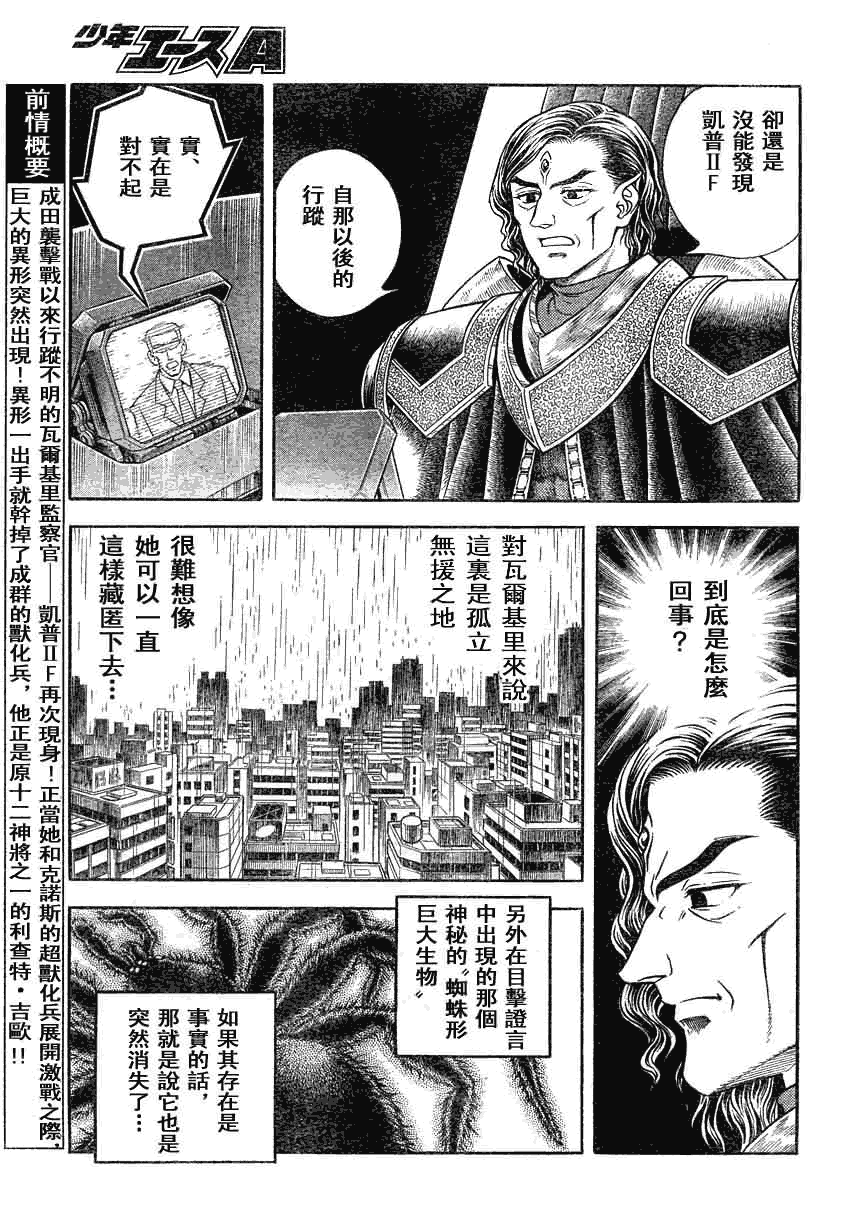 少年エースA
前情概要
成田襲擊戰以來行蹤不明的瓦爾基里監察官——凱普ⅡF再次現身！正當她和克諾斯的超獸化兵展開激戰之際，
巨大的異形突然出現！異形一出手就幹掉了成群的獸化兵，他正是原十二神將之一的利查特·吉歐!!
卻還是
沒能發現
凱普ⅡF
自那以後的
行蹤
實、
實在是
對不起
到底是怎麼
回事？
對瓦爾基里來說
這裏是孤立
無援之地
很難想像
她可以一直
這樣藏匿下去…
另外在目擊證言
中出現的那個
神秘的〝蜘蛛形
巨大生物〞
如果其存在是
事實的話，
那就是說它也是
突然消失了…